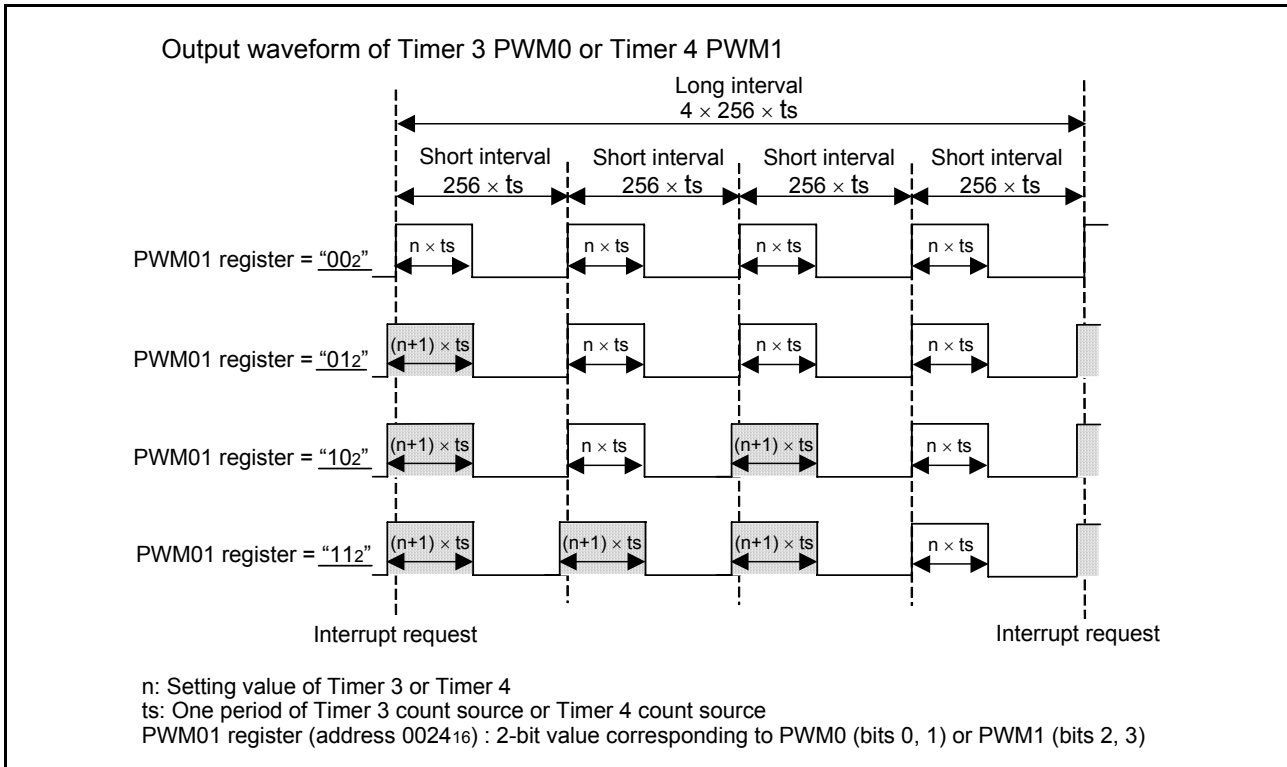 Output waveform of Timer 3 PWM0 or Timer 4 PWM1
Long interval
4 × 256 × ts
Short interval Short interval Short interval Short interval
256 × ts 256 × ts 256 × ts 256 × ts
PWM01 register = “002” n × ts n × ts n × ts n × ts
PWM01 register = “012” (n+1) × ts n × ts n × ts n × ts
PWM01 register = “102” (n+1) × ts n × ts (n+1) × ts n × ts
PWM01 register = “112” (n+1) × ts (n+1) × ts (n+1) × ts n × ts
Interrupt request Interrupt request
n: Setting value of Timer 3 or Timer 4
ts: One period of Timer 3 count source or Timer 4 count source
PWM01 register (address 002416) : 2-bit value corresponding to PWM0 (bits 0, 1) or PWM1 (bits 2, 3)